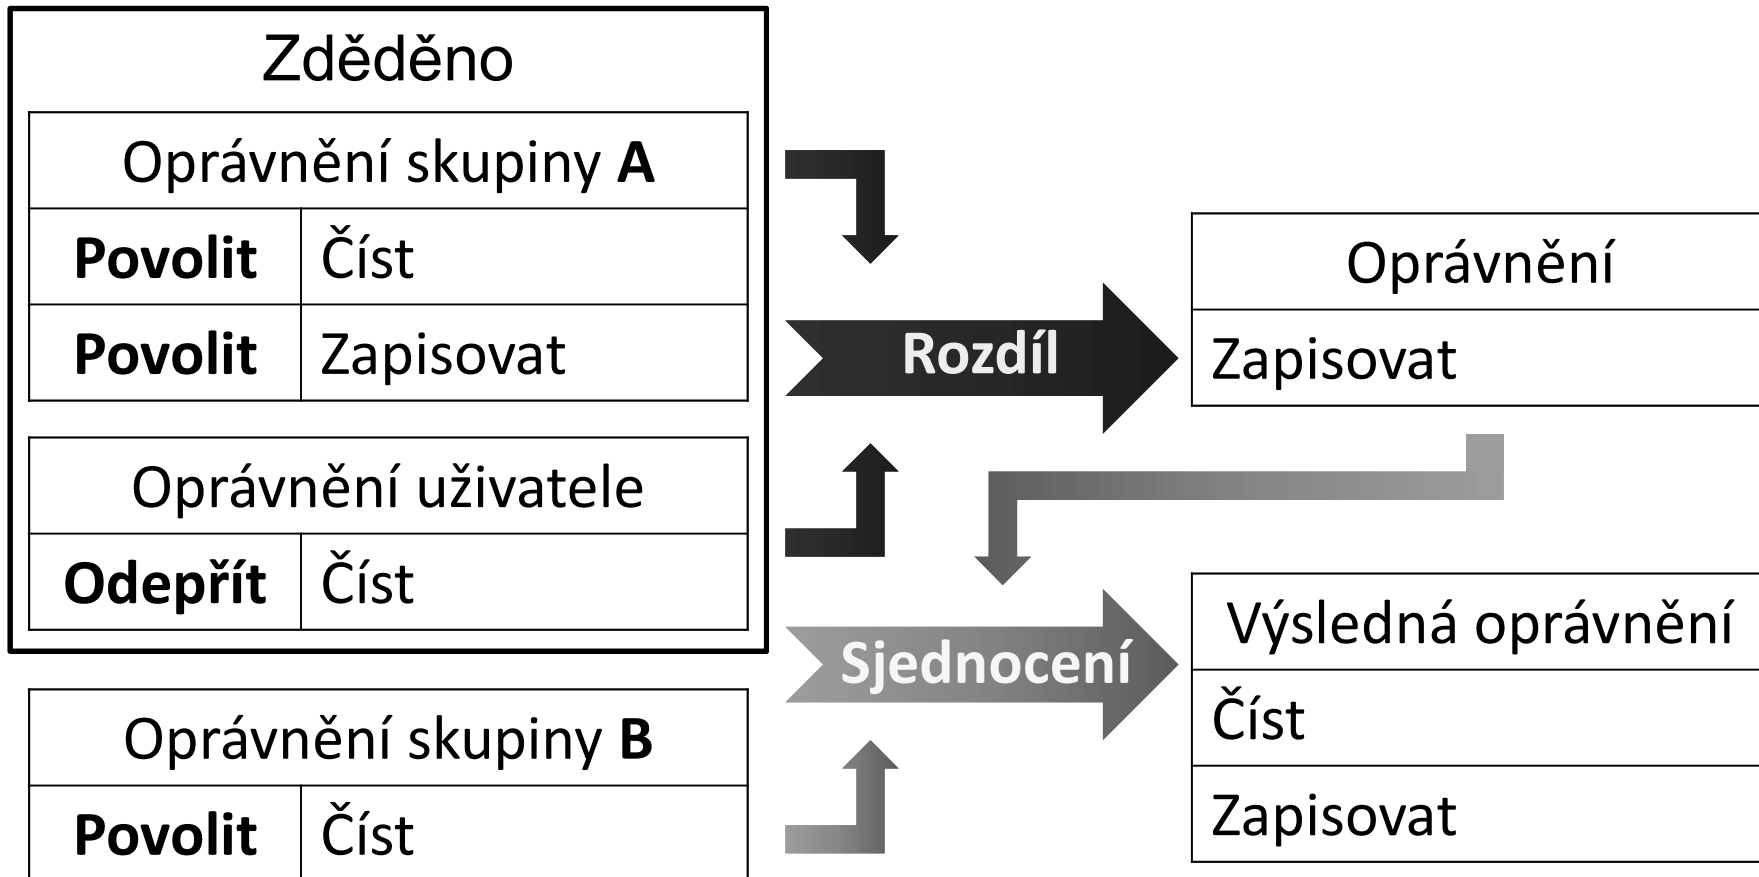 Zděděno
Oprávnění skupiny A
Povolit Číst
Povolit Zapisovat
Oprávnění uživatele
Odepřít Číst
Oprávnění skupiny B
Povolit Číst
Rozdíl
Sjednocení
Oprávnění
Zapisovat
Výsledná oprávnění
Číst
Zapisovat